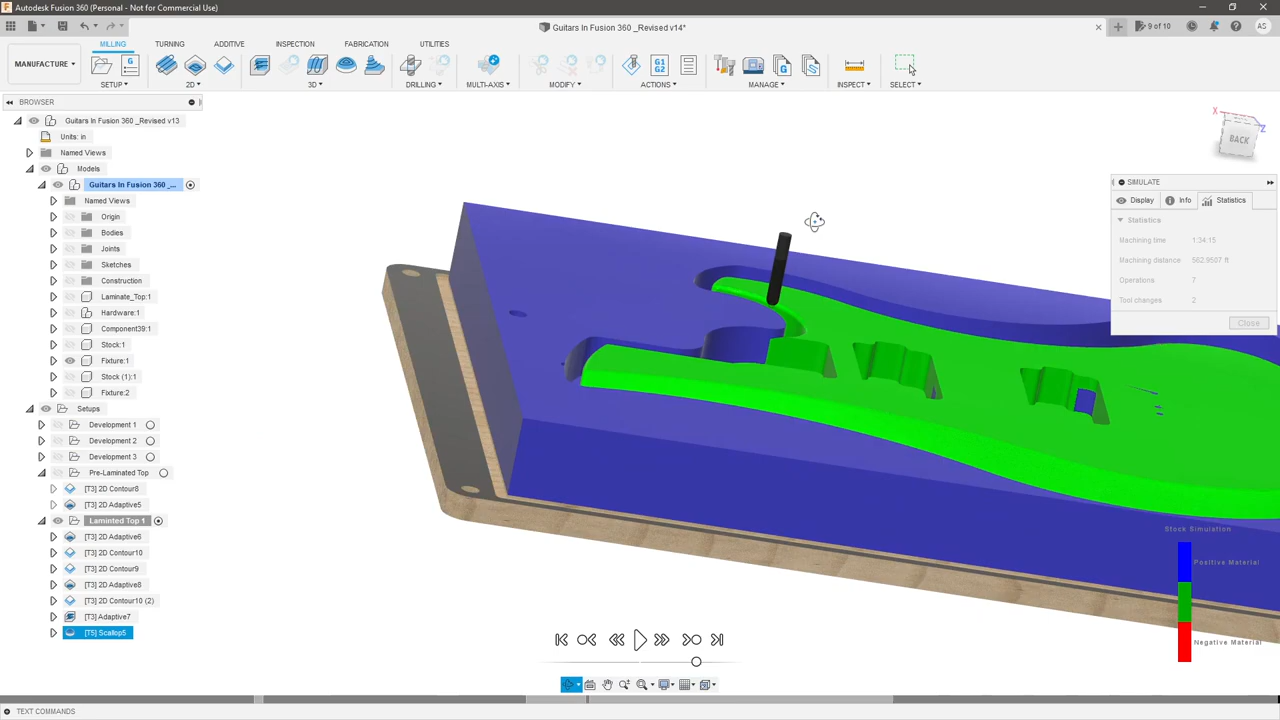 Autodesk Fusion 360 (Personal - Not for Commercial Use)
Guitars In Fusion 360 _Revised v14*
9 of 10
AS
MILLING TURNING ADDITIVE INSPECTION FABRICATION UTILITIES
MANUFACTURE
G1
G2
SETUP 2D 3D DRILLING MULTI-AXIS MODIFY ACTIONS MANAGE INSPECT SELECT
BROWSER
Guitars In Fusion 360 _Revised v13
Units: in
Named Views
Models
Guitars In Fusion 360 _...
Named Views
Origin
Bodies
Joints
Sketches
Construction
Laminate_Top:1
Hardware:1
Component39:1
Stock:1
Fixture:1
Stock (1):1
Fixture:2
Setups
Development 1
Development 2
Development 3
Pre-Laminated Top
[T3] 2D Contour8
[T3] 2D Adaptive5
Laminted Top 1
[T3] 2D Adaptive6
[T3] 2D Contour10
[T3] 2D Contour9
[T3] 2D Adaptive8
[T3] 2D Contour10 (2)
[T3] Adaptive7
[T5] Scallop5
X
Z
BACK
SIMULATE
Display Info Statistics
Statistics
Machining time 1:34:15
Machining distance 562.9507 ft
Operations 7
Tool changes 2
Close
Stock Simulation
Positive Material
Negative Material
TEXT COMMANDS